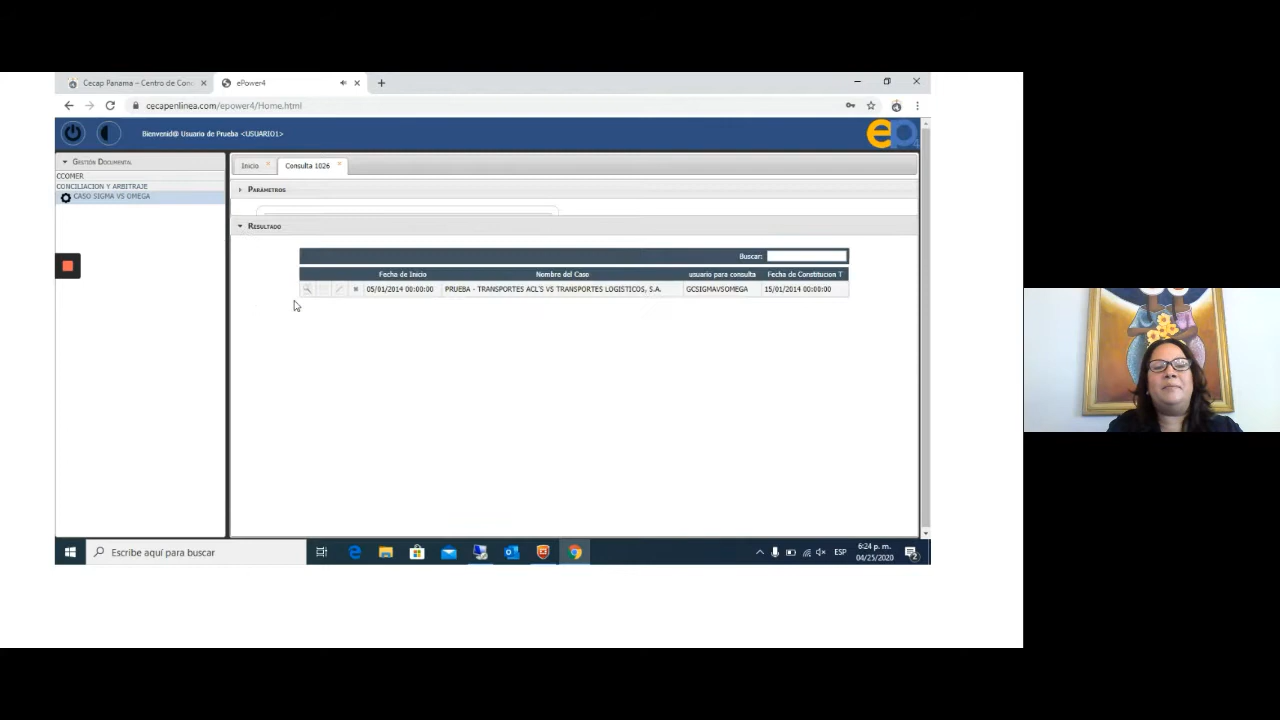 Cecap Panama – Centro de Conc
ePower4
cecapenlinea.com/epower4/Home.html
Bienvenid@ Usuario de Prueba <USUARIO1>
ep
Gestión Documental
CCOMER
CONCILIACION Y ARBITRAJE
CASO SIGMA VS OMEGA
Inicio
Consulta 1026
Parámetros
Resultado
Buscar:
Fecha de Inicio Nombre del Caso usuario para consulta Fecha de Constitucion T
05/01/2014 00:00:00 PRUEBA - TRANSPORTES ACL'S VS TRANSPORTES LOGISTICOS, S.A. GCSIGMAVSOMEGA 15/01/2014 00:00:00
Escribe aquí para buscar
ESP
6:24 p. m.
04/25/2020
2